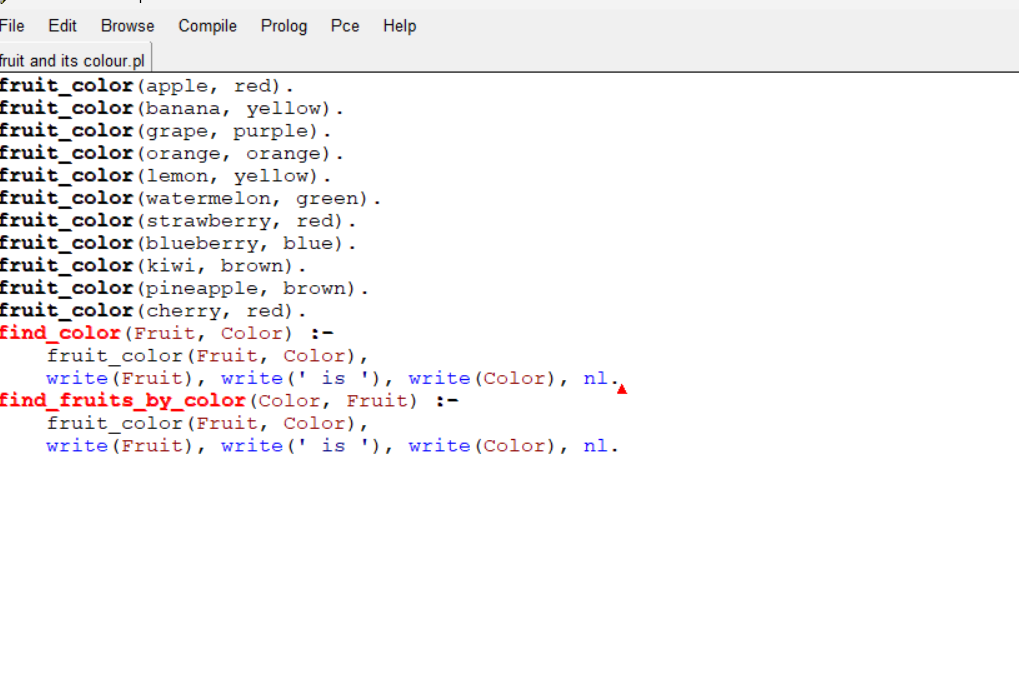 File Edit Browse Compile Prolog Pce Help
fruit and its colour.pl
fruit_color(apple, red).
fruit_color(banana, yellow).
fruit_color(grape, purple).
fruit_color(orange, orange).
fruit_color(lemon, yellow).
fruit_color(watermelon, green).
fruit_color(strawberry, red).
fruit_color(blueberry, blue).
fruit_color(kiwi, brown).
fruit_color(pineapple, brown).
fruit_color(cherry, red).
find_color(Fruit, Color) :-
    fruit_color(Fruit, Color),
    write(Fruit), write(' is '), write(Color), nl.
find_fruits_by_color(Color, Fruit) :-
    fruit_color(Fruit, Color),
    write(Fruit), write(' is '), write(Color), nl.